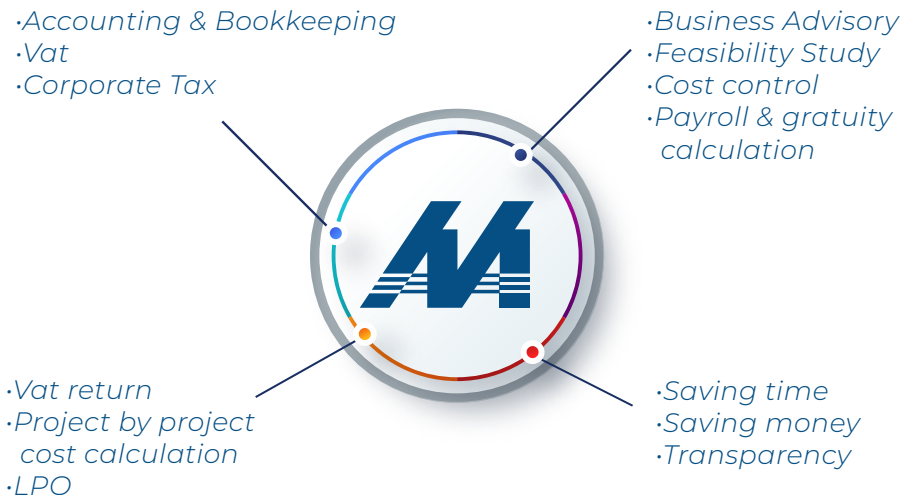 ·Accounting & Bookkeeping
·Vat
·Corporate Tax
·Business Advisory
·Feasibility Study
·Cost control
·Payroll & gratuity
calculation
·Vat return
·Project by project
cost calculation
·LPO
·Saving time
·Saving money
·Transparency